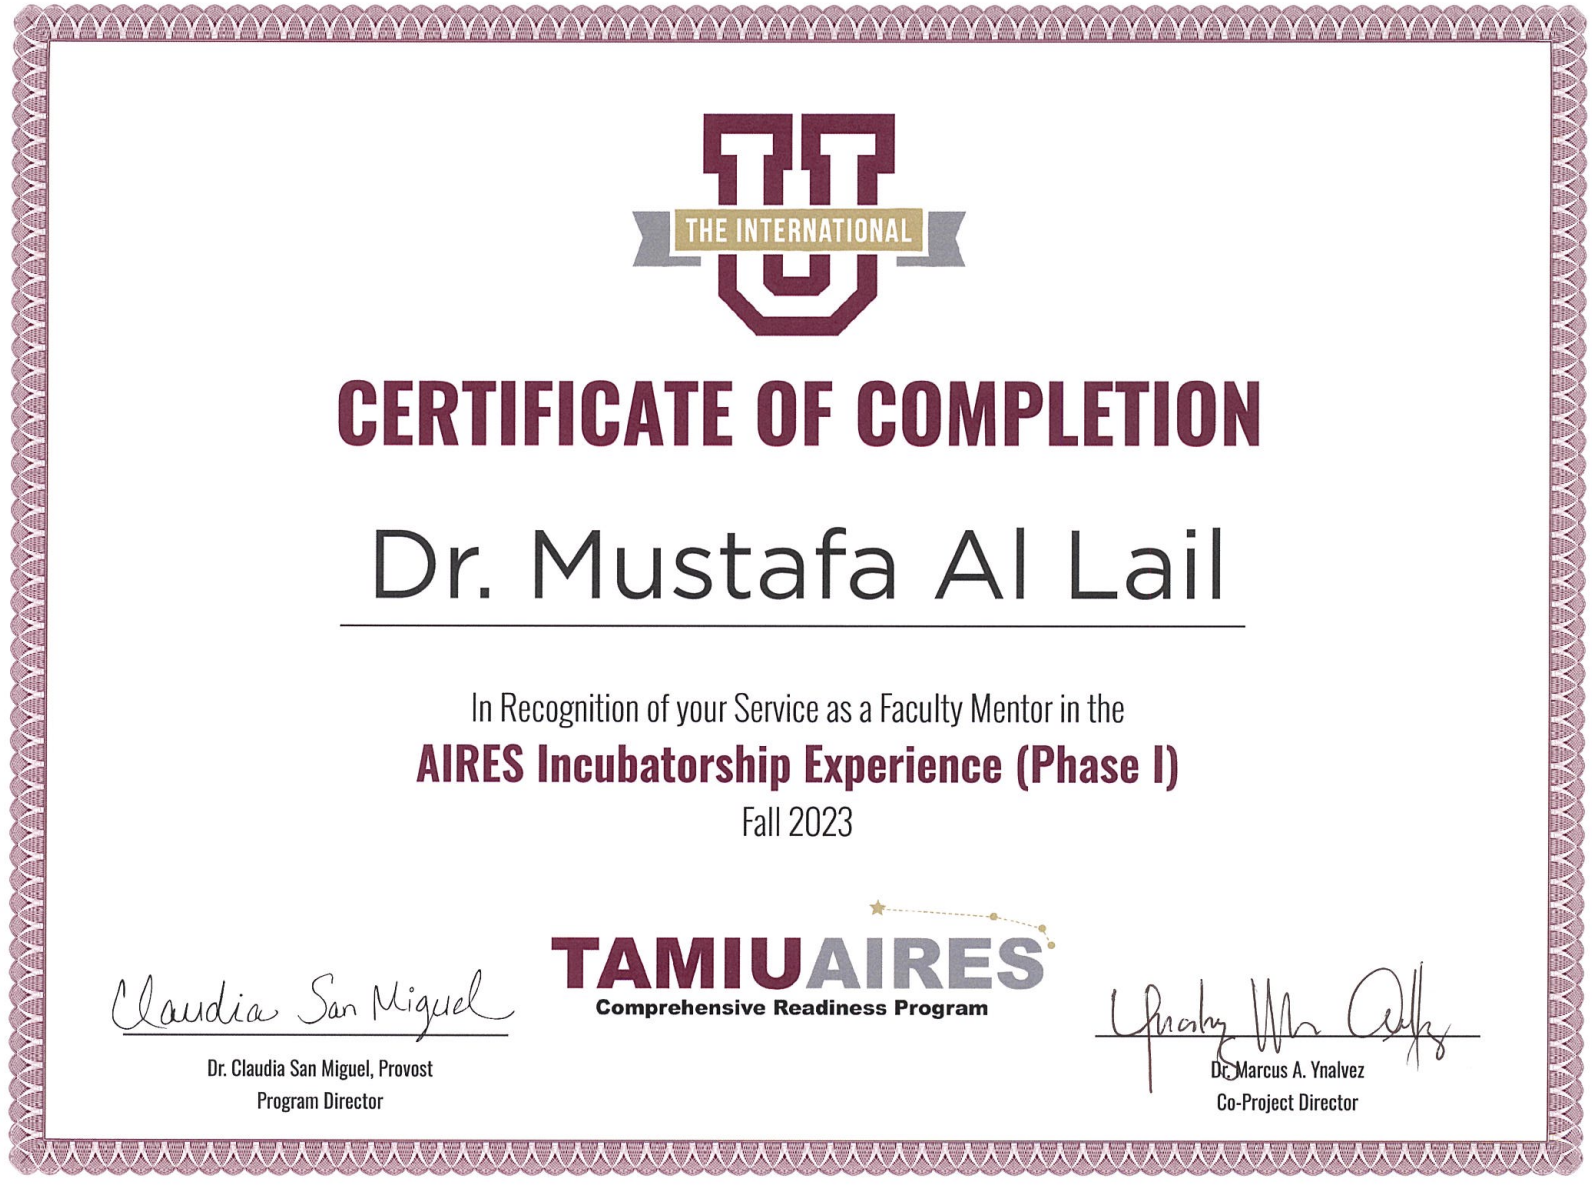 U
THE INTERNATIONAL
CERTIFICATE OF COMPLETION
Dr. Mustafa Al Lail
In Recognition of your Service as a Faculty Mentor in the
AIRES Incubatorship Experience (Phase I)
Fall 2023
TAMIUAIRES
Comprehensive Readiness Program
Claudia San Miguel
Dr. Claudia San Miguel, Provost
Program Director
Dr. Marcus A. Ynalvez
Co-Project Director